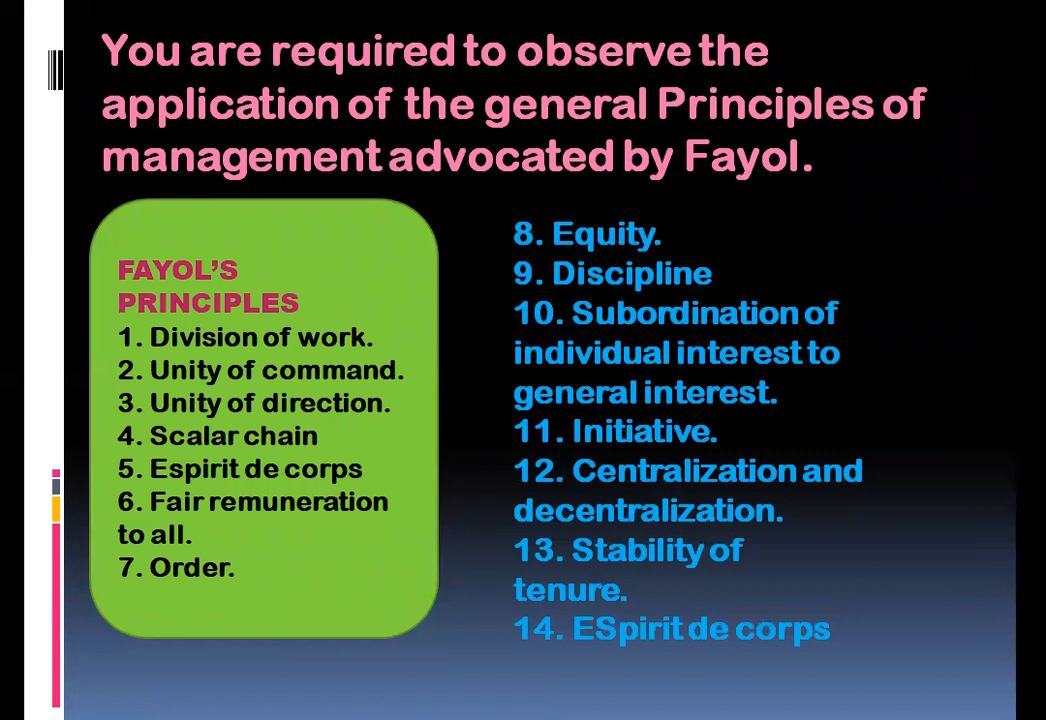 You are required to observe the
application of the general Principles of
management advocated by Fayol.
FAYOL'S
PRINCIPLES
1. Division of work.
2. Unity of command.
3. Unity of direction.
4. Scalar chain
5. Espirit de corps
6. Fair remuneration
to all.
7. Order.
8. Equity.
9. Discipline
10. Subordination of
individual interest to
general interest.
11. Initiative.
12. Centralization and
decentralization.
13. Stability of
tenure.
14. ESpirit de corps